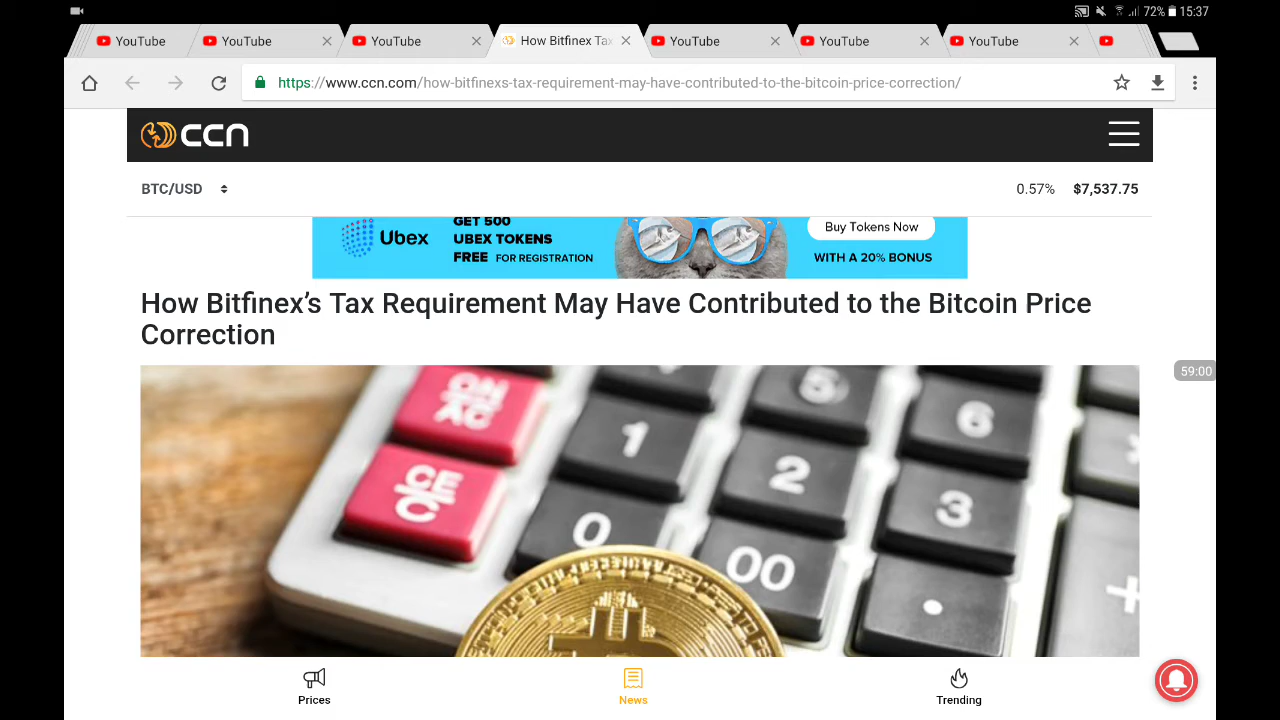 72% 15:37
YouTube YouTube YouTube How Bitfinex Tax YouTube YouTube YouTube
https://www.ccn.com/how-bitfinexs-tax-requirement-may-have-contributed-to-the-bitcoin-price-correction/
ccn
BTC/USD 0.57% $7,537.75
Ubex
GET 500
UBEX TOKENS
FREE FOR REGISTRATION
Buy Tokens Now
WITH A 20% BONUS
How Bitfinex's Tax Requirement May Have Contributed to the Bitcoin Price
Correction
59:00
ON
AC
CE
C
0
1
00
2
5
3
6
+
Prices News Trending